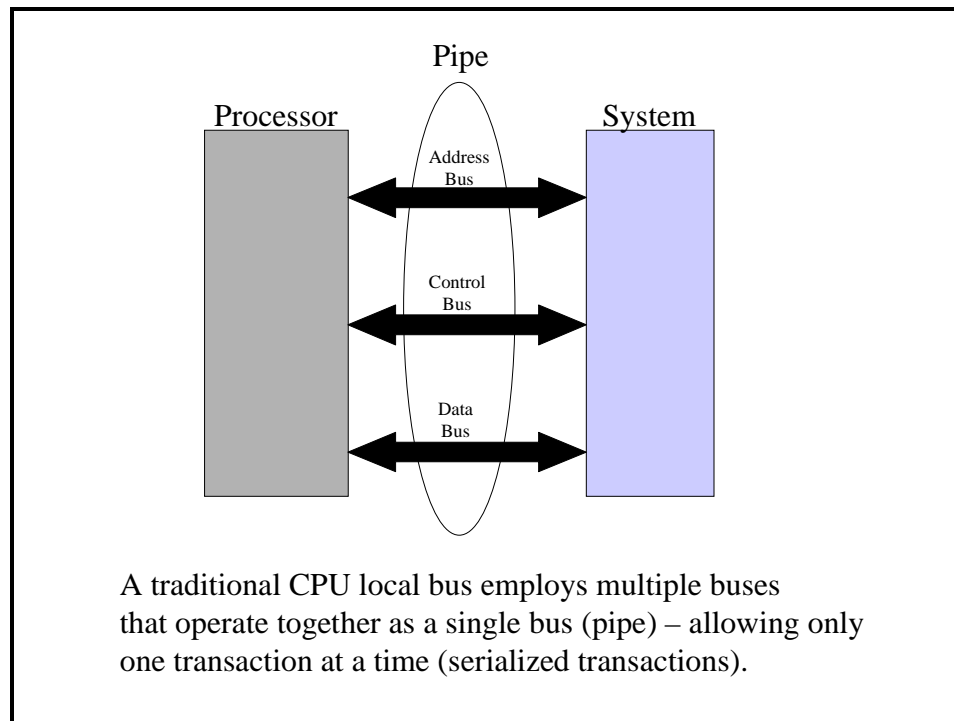 Pipe
Processor
System
Address
Bus
Control
Bus
Data
Bus
A traditional CPU local bus employs multiple buses
that operate together as a single bus (pipe) – allowing only
one transaction at a time (serialized transactions).